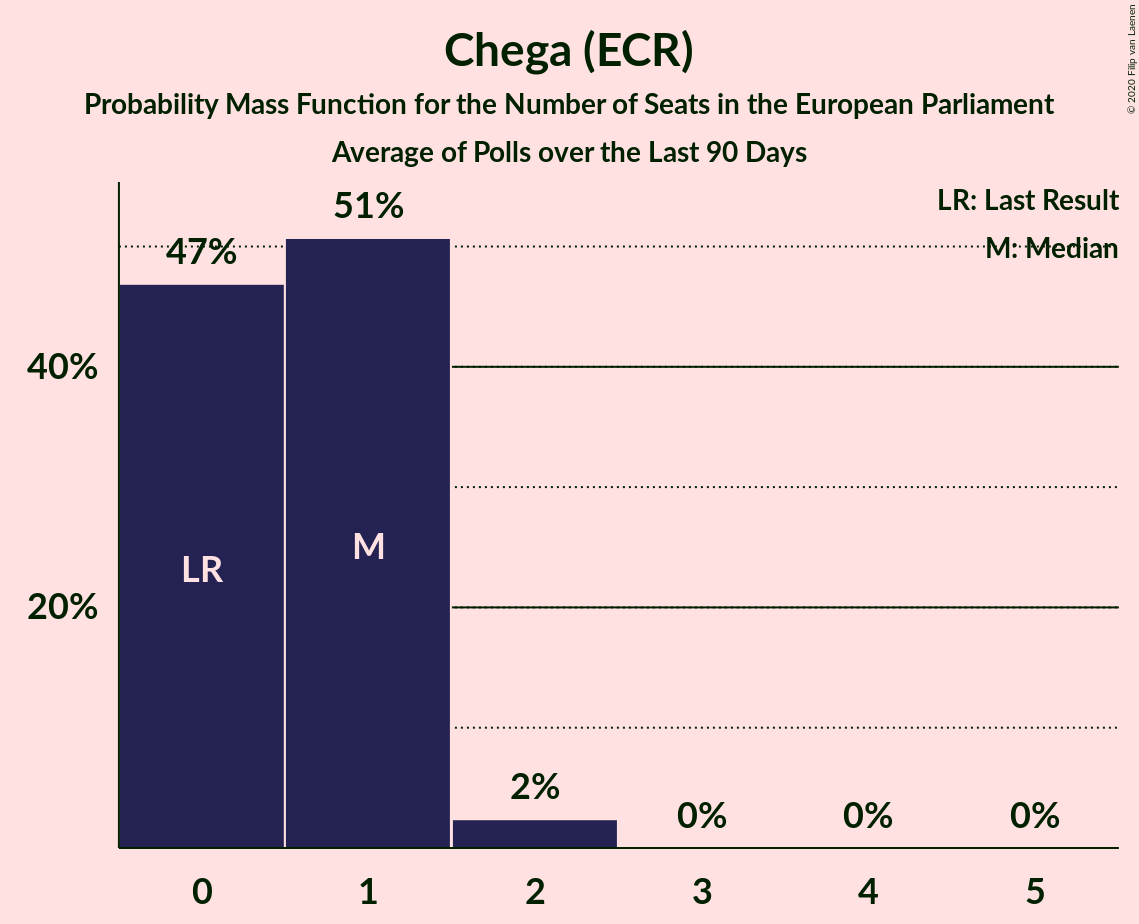 Chega (ECR)
Probability Mass Function for the Number of Seats in the European Parliament
Average of Polls over the Last 90 Days
© 2020 Filip van Laenen
LR: Last Result
M: Median
47%
51%
2%
0%
0%
0%
40%
20%
LR
M
0
1
2
3
4
5